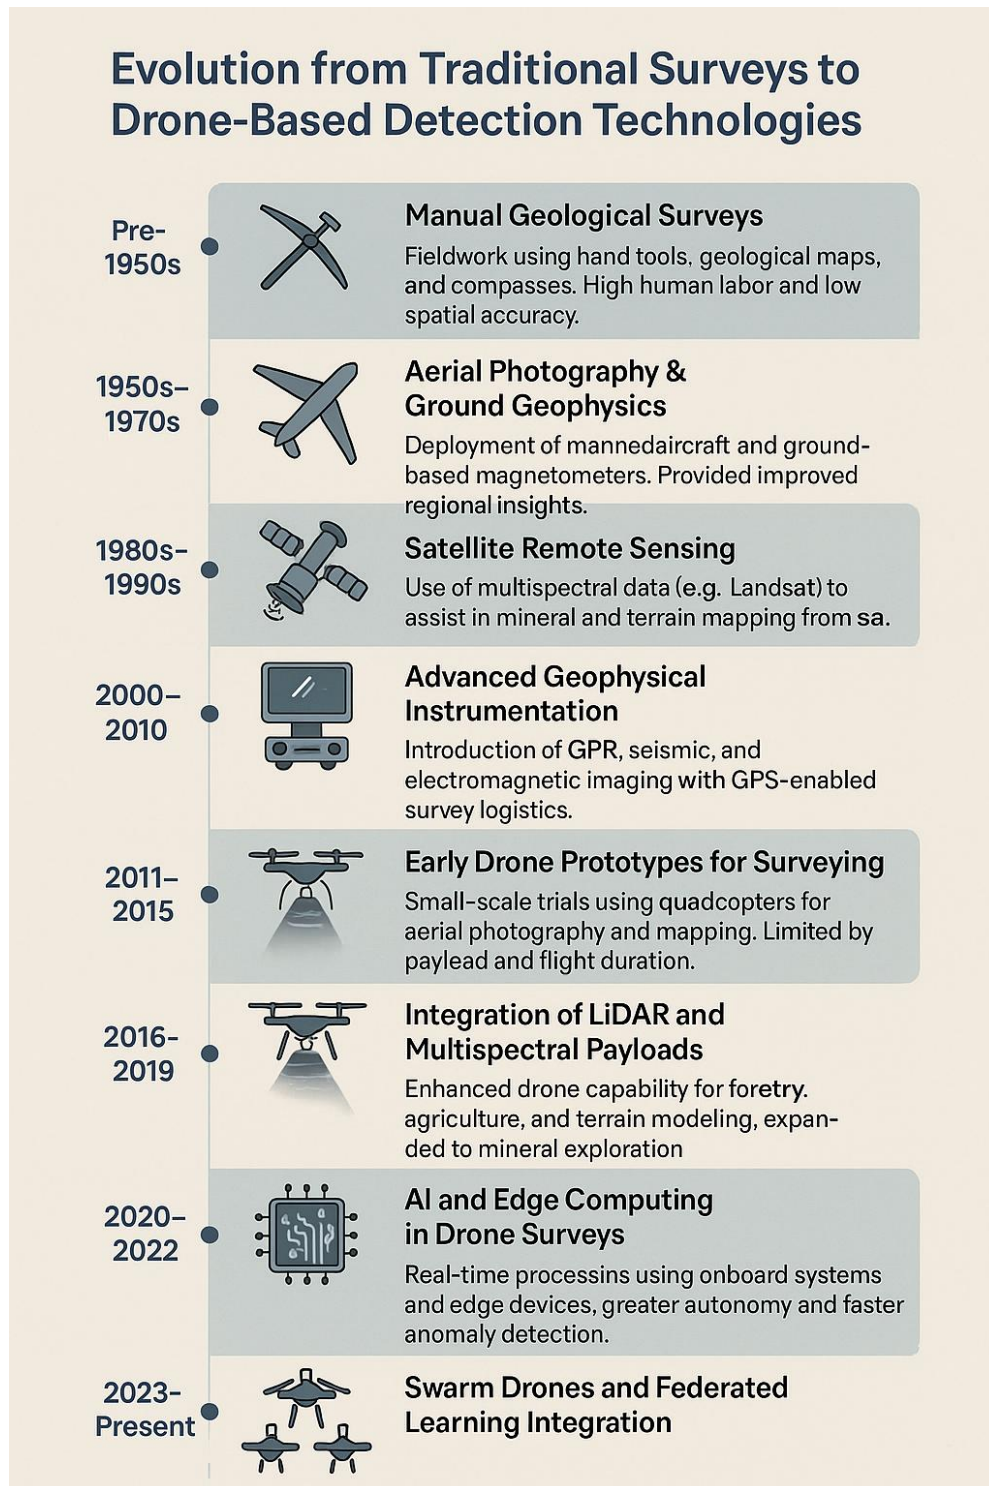 Evolution from Traditional Surveys to
Drone-Based Detection Technologies
Pre-
1950s
Manual Geological Surveys
Fieldwork using hand tools, geological maps,
and compasses. High human labor and low
spatial accuracy.
1950s–
1970s
Aerial Photography &
Ground Geophysics
Deployment of mannedaircraft and ground-
based magnetometers. Provided improved
regional insights.
1980s–
1990s
Satellite Remote Sensing
Use of multispectral data (e.g. Landsat) to
assist in mineral and terrain mapping from sa.
2000–
2010
Advanced Geophysical
Instrumentation
Introduction of GPR, seismic, and
electromagnetic imaging with GPS-enabled
survey logistics.
2011–
2015
Early Drone Prototypes for Surveying
Small-scale trials using quadcopters for
aerial photography and mapping. Limited by
paylead and flight duration.
2016-
2019
Integration of LiDAR and
Multispectral Payloads
Enhanced drone capability for foretry.
agriculture, and terrain modeling, expan-
ded to mineral exploration
2020–
2022
AI and Edge Computing
in Drone Surveys
Real-time processins using onboard systems
and edge devices, greater autonomy and faster
anomaly detection.
2023-
Present
Swarm Drones and Federated
Learning Integration